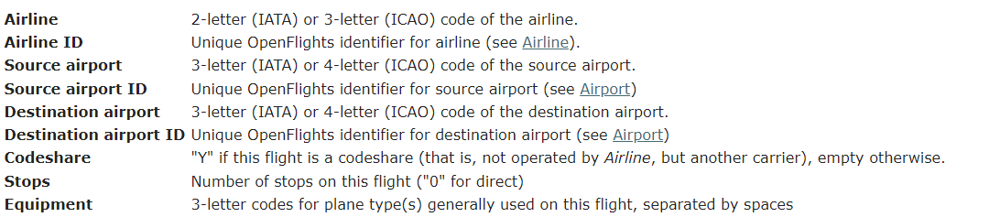 Airline 2-letter (IATA) or 3-letter (ICAO) code of the airline.
Airline ID Unique OpenFlights identifier for airline (see Airline).
Source airport 3-letter (IATA) or 4-letter (ICAO) code of the source airport.
Source airport ID Unique OpenFlights identifier for source airport (see Airport)
Destination airport 3-letter (IATA) or 4-letter (ICAO) code of the destination airport.
Destination airport ID Unique OpenFlights identifier for destination airport (see Airport)
Codeshare "Y" if this flight is a codeshare (that is, not operated by Airline, but another carrier), empty otherwise.
Stops Number of stops on this flight ("0" for direct)
Equipment 3-letter codes for plane type(s) generally used on this flight, separated by spaces